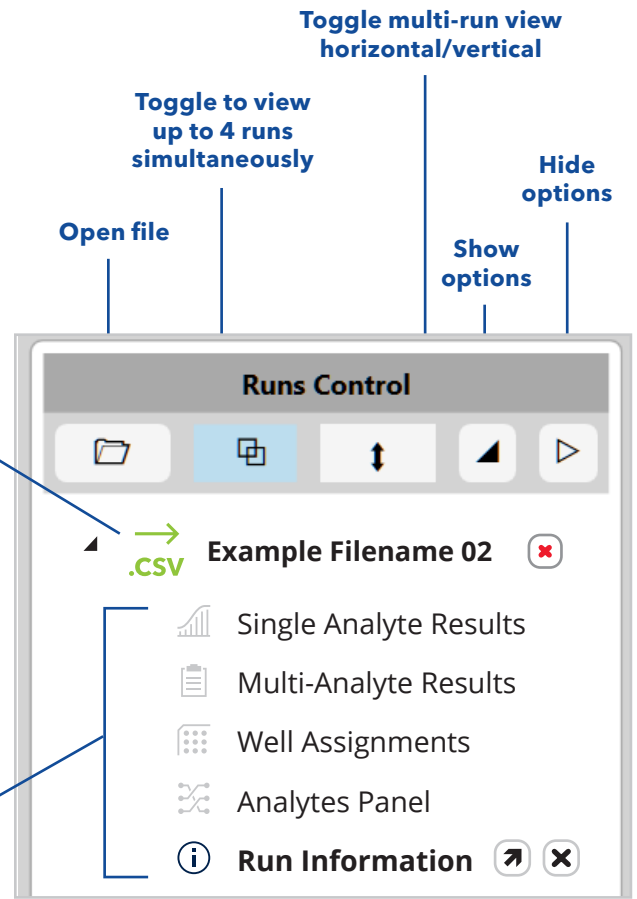 Toggle multi-run view
horizontal/vertical
Toggle to view
up to 4 runs
simultaneously
Hide
options
Open file
Show
options
Runs Control
.CSV
Example Filename 02
Single Analyte Results
Multi-Analyte Results
Well Assignments
Analytes Panel
Run Information